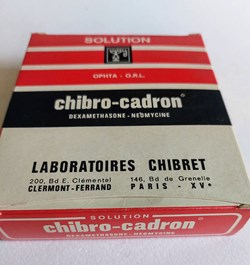 SOLUTION
OPHTA - O.R.L.
chibro-cadron®
DEXAMETHASONE - NEOMYCINE
LABORATOIRES CHIBRET
200, Bd E. Clémentel
CLERMONT-FERRAND
146, Bd de Grenelle
PARIS - XVe
SOLUTION
chibro-cadron®
DEXAMETHASONE - NEOMYCINE